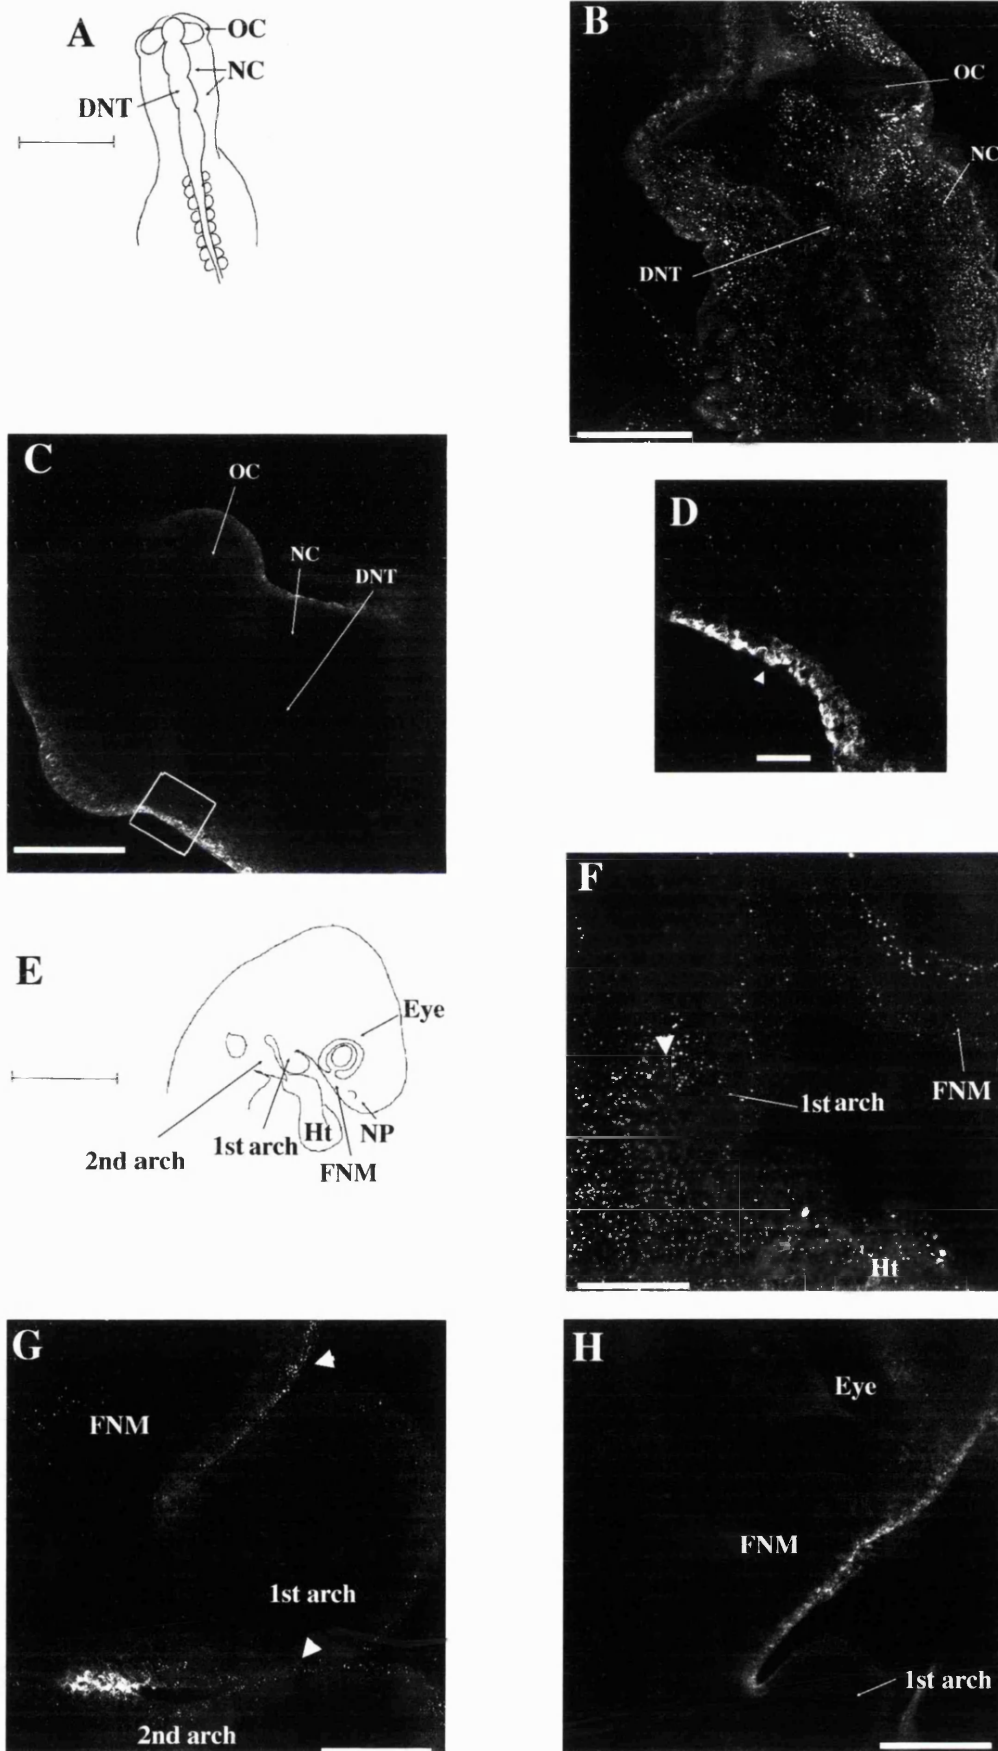 A
OC
NC
DNT
B
OC
NC
DNT
C
OC
NC
DNT
D
E
Eye
2nd arch
1st arch
Ht
NP
FNM
F
1st arch
FNM
Ht
G
FNM
1st arch
2nd arch
H
Eye
FNM
1st arch